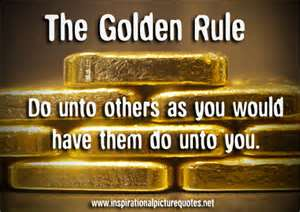 The Golden Rule
Do unto others as you would
have them do unto you.
www.inspirationalpicturequotes.net